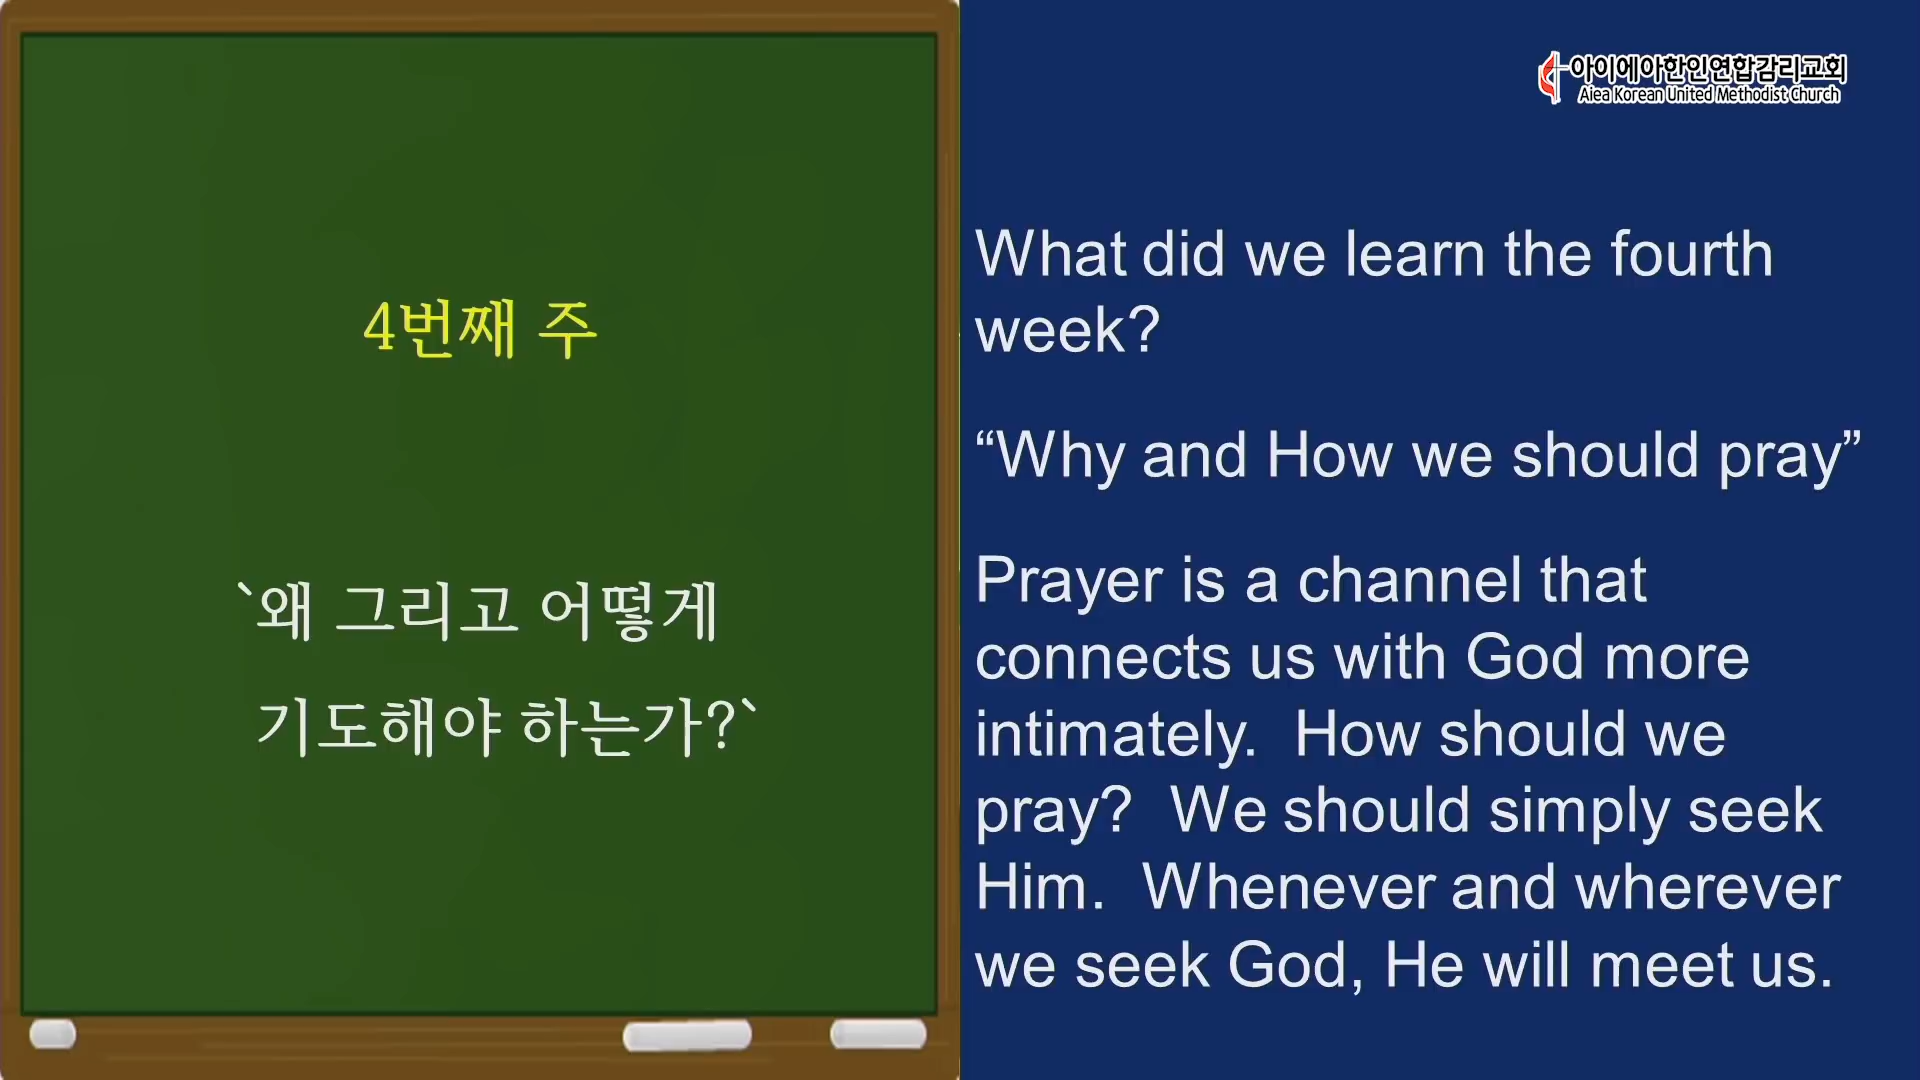 4번째 주
`왜 그리고 어떻게
기도해야 하는가?`
아이에아한인연합감리교회
Aiea Korean United Methodist Church
What did we learn the fourth
week?
“Why and How we should pray”
Prayer is a channel that
connects us with God more
intimately.  How should we
pray?  We should simply seek
Him.  Whenever and wherever
we seek God, He will meet us.